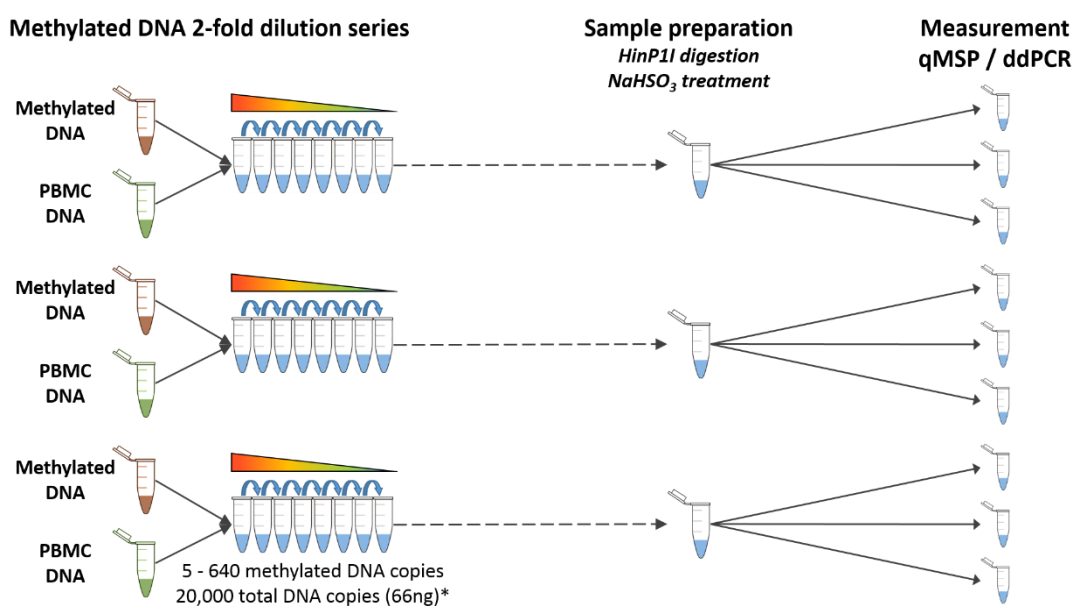 Methylated DNA 2-fold dilution series
Sample preparation
HinP1I digestion
NaHSO₃ treatment
Measurement
qMSP / ddPCR
Methylated
DNA
PBMC
DNA
Methylated
DNA
PBMC
DNA
Methylated
DNA
PBMC
DNA
5 - 640 methylated DNA copies
20,000 total DNA copies (66ng)*